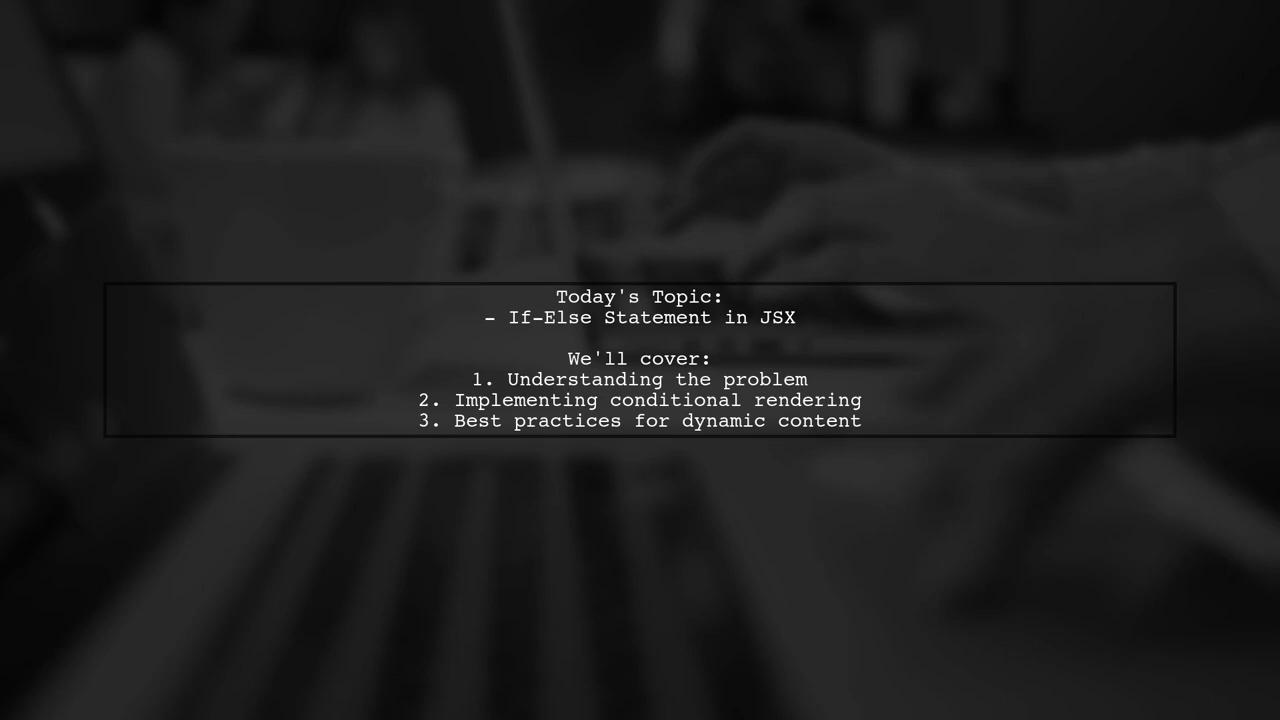 Today's Topic:
- If-Else Statement in JSX
We'll cover:
1. Understanding the problem
2. Implementing conditional rendering
3. Best practices for dynamic content